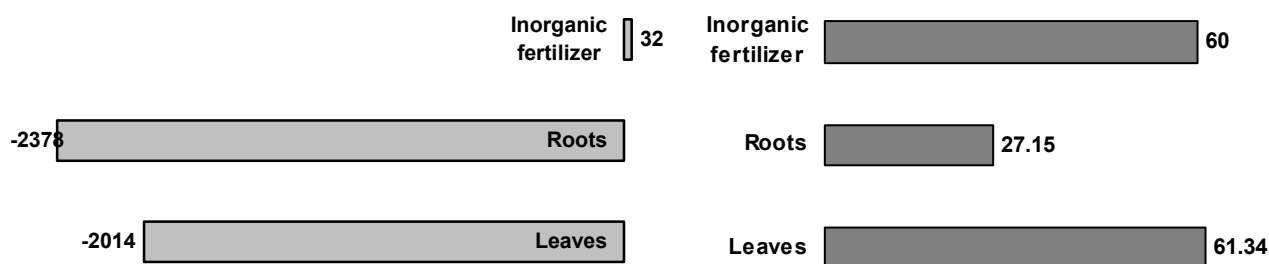 Inorganic
fertilizer
32
-2378
Roots
-2014
Leaves
Inorganic
fertilizer
60
Roots
27.15
Leaves
61.34